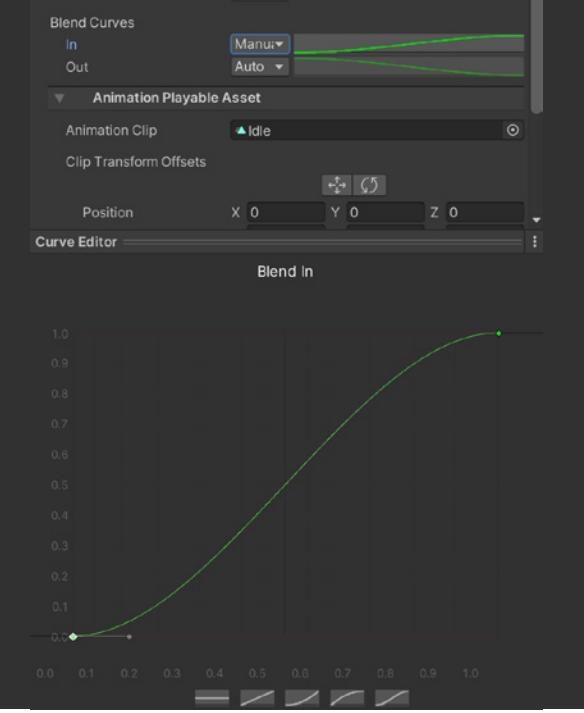 Blend Curves
In Manua
Out Auto
Animation Playable Asset
Animation Clip Idle
Clip Transform Offsets
Position X 0 Y 0 Z 0
Curve Editor
Blend In
1.0
0.9
0.8
0.7
0.6
0.5
0.4
0.3
0.2
0.1
0.0
0.0 0.1 0.2 0.3 0.4 0.5 0.6 0.7 0.8 0.9 1.0